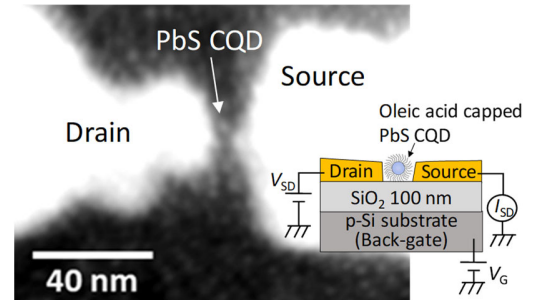 PbS CQD
Source
Drain
40 nm
Oleic acid capped
PbS CQD
Drain
Source
V_SD
SiO₂ 100 nm
I_SD
p-Si substrate
(Back-gate)
V_G